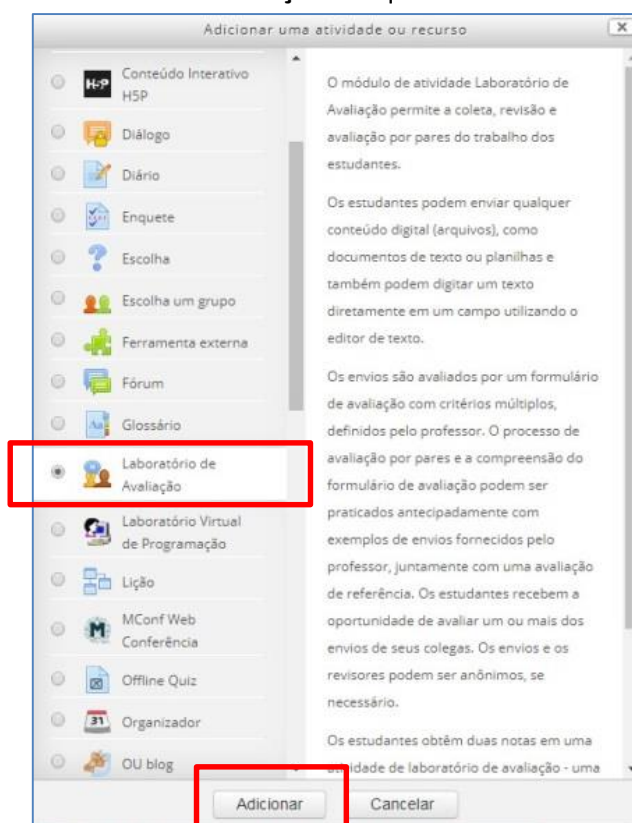 Adicionar uma atividade ou recurso
X
H-P
Conteúdo Interativo
H5P
Diálogo
Diário
Enquete
Escolha
Escolha um grupo
Ferramenta externa
Fórum
Aa
Glossário
Laboratório de
Avaliação
Laboratório Virtual
de Programação
Lição
M
MConf Web
Conferência
Offline Quiz
31
Organizador
OU blog
O módulo de atividade Laboratório de
Avaliação permite a coleta, revisão e
avaliação por pares do trabalho dos
estudantes.
Os estudantes podem enviar qualquer
conteúdo digital (arquivos), como
documentos de texto ou planilhas e
também podem digitar um texto
diretamente em um campo utilizando o
editor de texto.
Os envios são avaliados por um formulário
de avaliação com critérios múltiplos,
definidos pelo professor. O processo de
avaliação por pares e a compreensão do
formulário de avaliação podem ser
praticados antecipadamente com
exemplos de envios fornecidos pelo
professor, juntamente com uma avaliação
de referência. Os estudantes recebem a
oportunidade de avaliar um ou mais dos
envios de seus colegas. Os envios e os
revisores podem ser anônimos, se
necessário.
Os estudantes obtêm duas notas em uma
atividade de laboratório de avaliação - uma
Adicionar
Cancelar